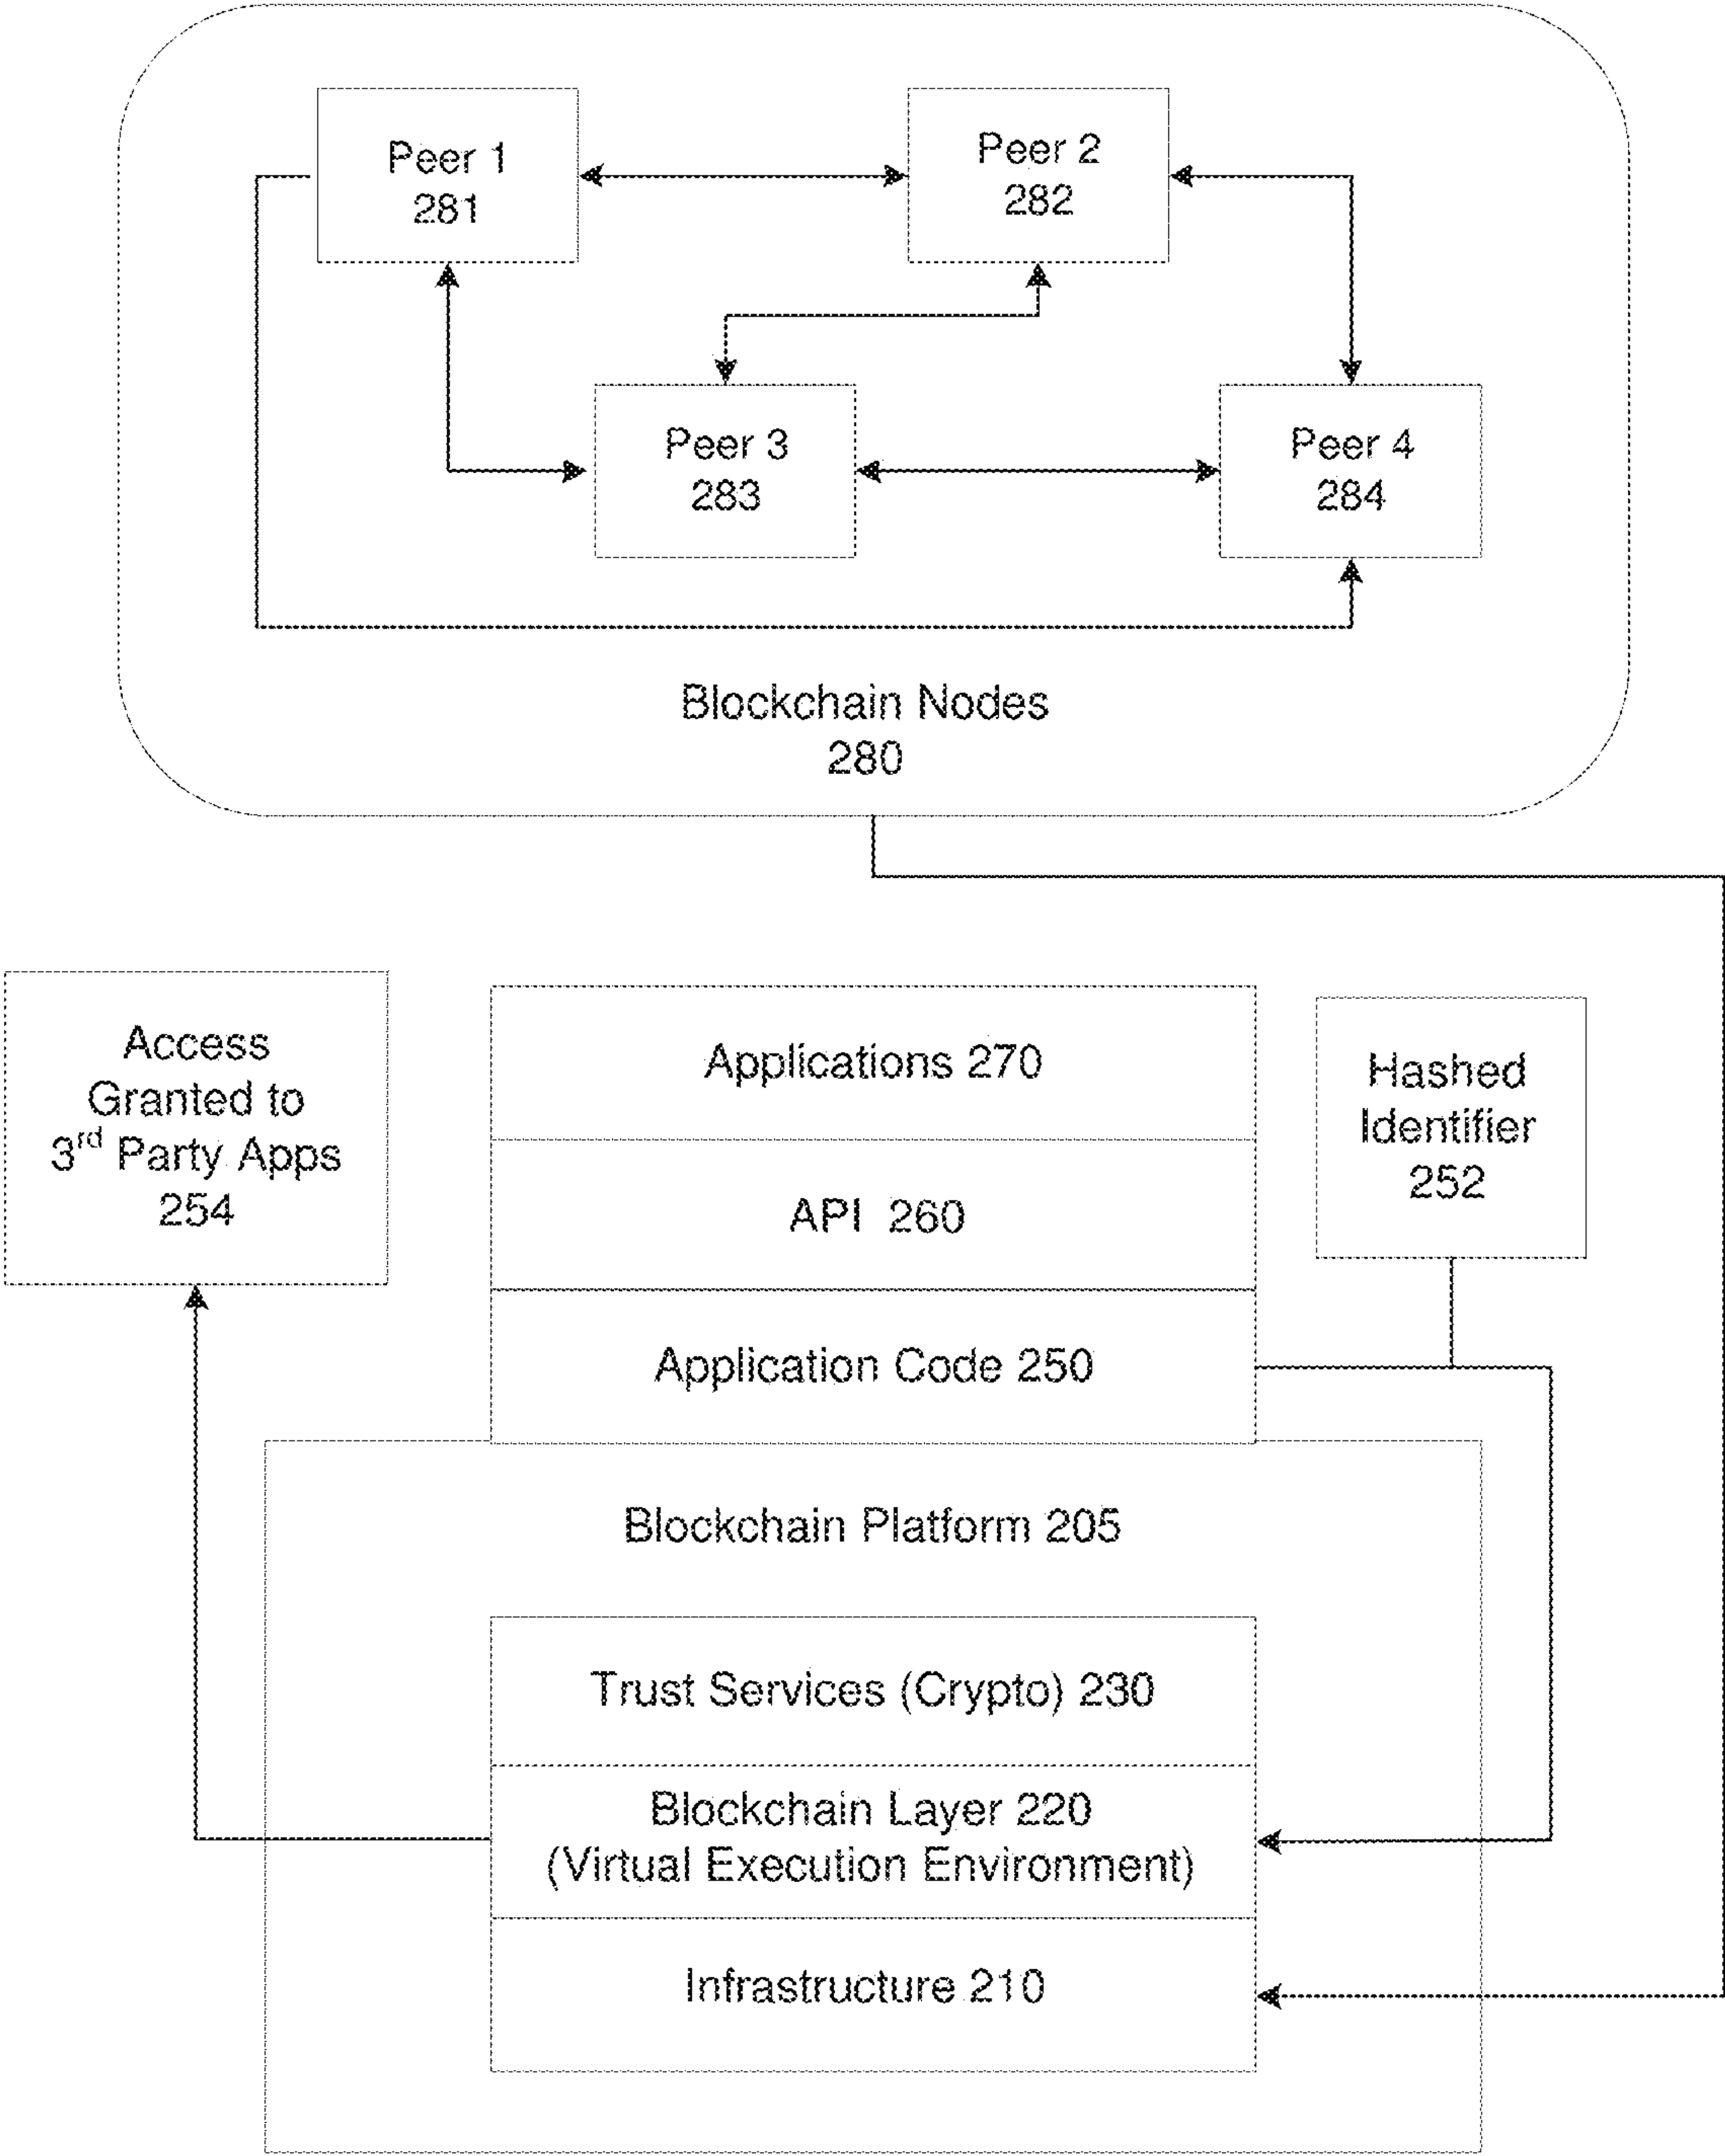 Peer 1
281
Peer 2
282
Peer 3
283
Peer 4
284
Blockchain Nodes
280
Access
Granted to
3rd Party Apps
254
Applications 270
API 260
Application Code 250
Hashed
Identifier
252
Blockchain Platform 205
Trust Services (Crypto) 230
Blockchain Layer 220
(Virtual Execution Environment)
Infrastructure 210